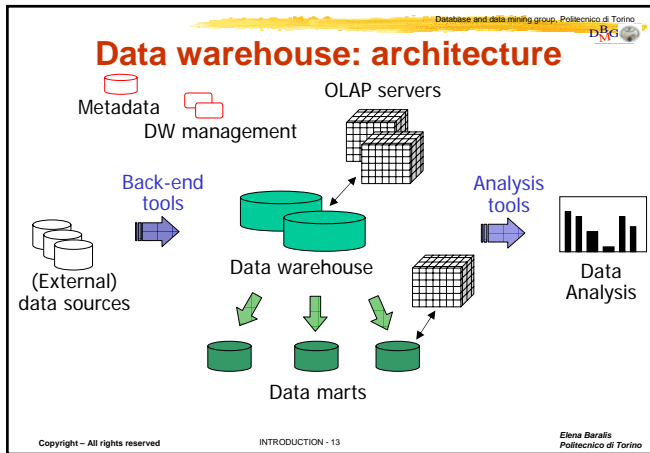 Database and data mining group, Politecnico di Torino
DBMG
Data warehouse: architecture
Metadata
DW management
OLAP servers
Back-end
tools
Analysis
tools
(External)
data sources
Data warehouse
Data
Analysis
Data marts
Copyright – All rights reserved
INTRODUCTION - 13
Elena Baralis
Politecnico di Torino